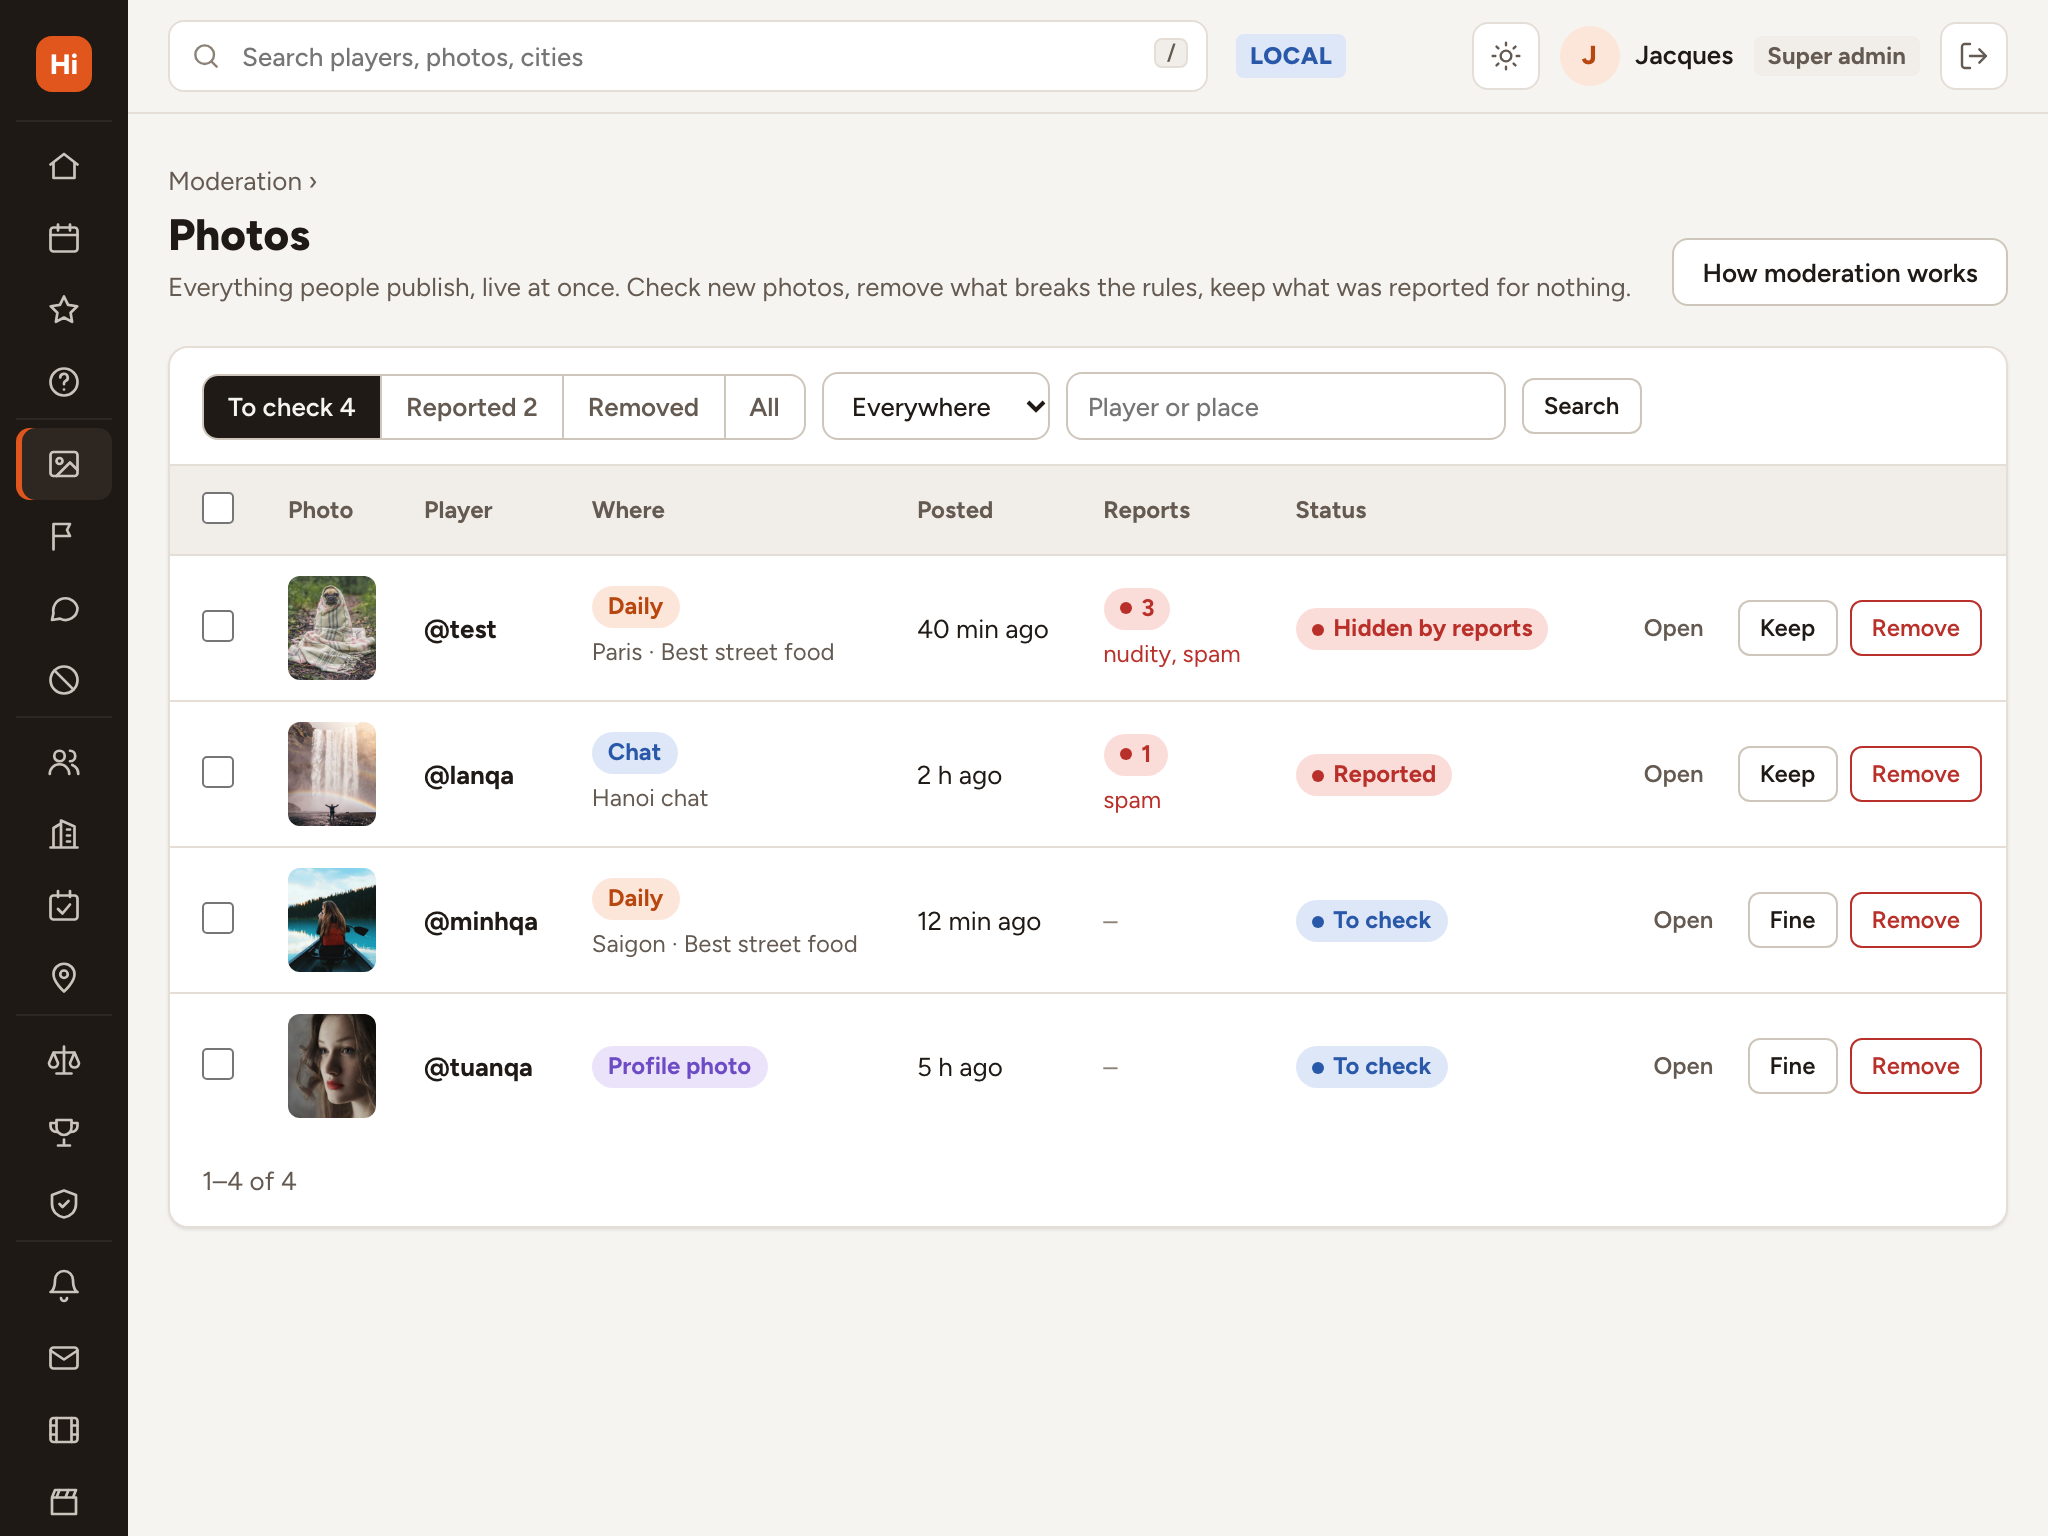 Hi
Search players, photos, cities
/
LOCAL
J
Jacques
Super admin
Moderation ›
Photos
Everything people publish, live at once. Check new photos, remove what breaks the rules, keep what was reported for nothing.
How moderation works
To check 4
Reported 2
Removed
All
Everywhere
Player or place
Search
Photo
Player
Where
Posted
Reports
Status
@test
Daily
Paris · Best street food
40 min ago
3
nudity, spam
Hidden by reports
Open
Keep
Remove
@lanqa
Chat
Hanoi chat
2 h ago
1
spam
Reported
Open
Keep
Remove
@minhqa
Daily
Saigon · Best street food
12 min ago
–
To check
Open
Fine
Remove
@tuanqa
Profile photo
5 h ago
–
To check
Open
Fine
Remove
1–4 of 4